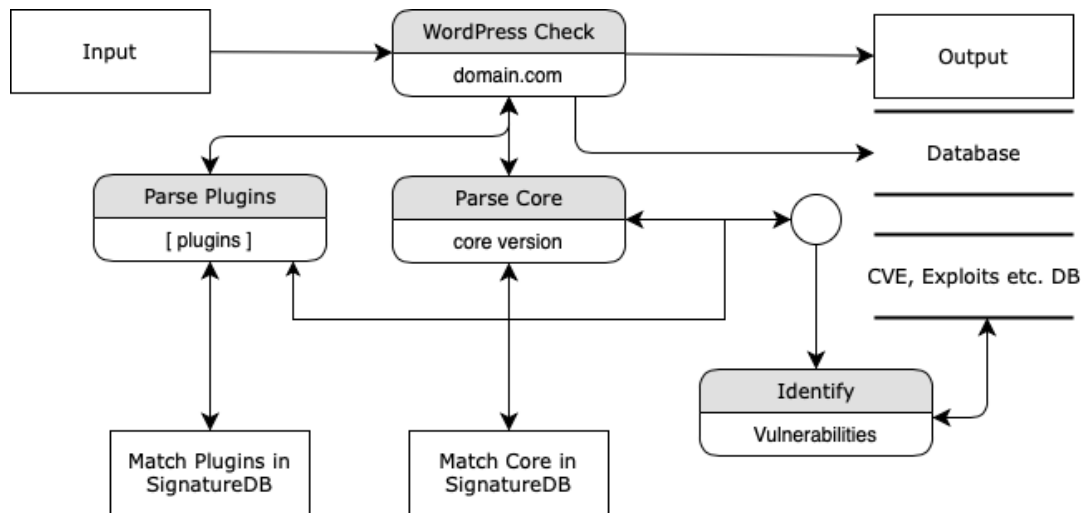 Input
WordPress Check
domain.com
Output
Database
Parse Plugins
[ plugins ]
Parse Core
core version
CVE, Exploits etc. DB
Identify
Vulnerabilities
Match Plugins in
SignatureDB
Match Core in
SignatureDB